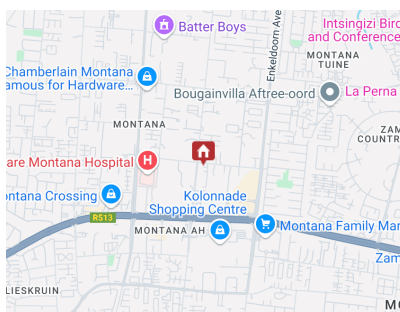 Batter Boys
Intsingizi Bird
and Conference
Enkeldoorn Ave
MONTANA
TUINE
Chamberlain Montana
amous for Hardware...
Bougainvilla Aftree-oord
La Perna
MONTANA
ZAM
COUNTR
are Montana Hospital
H
ontana Crossing
Kolonnade
Shopping Centre
R513
MONTANA AH
Montana Family Mar
Zam
LIESKRUIN
MO